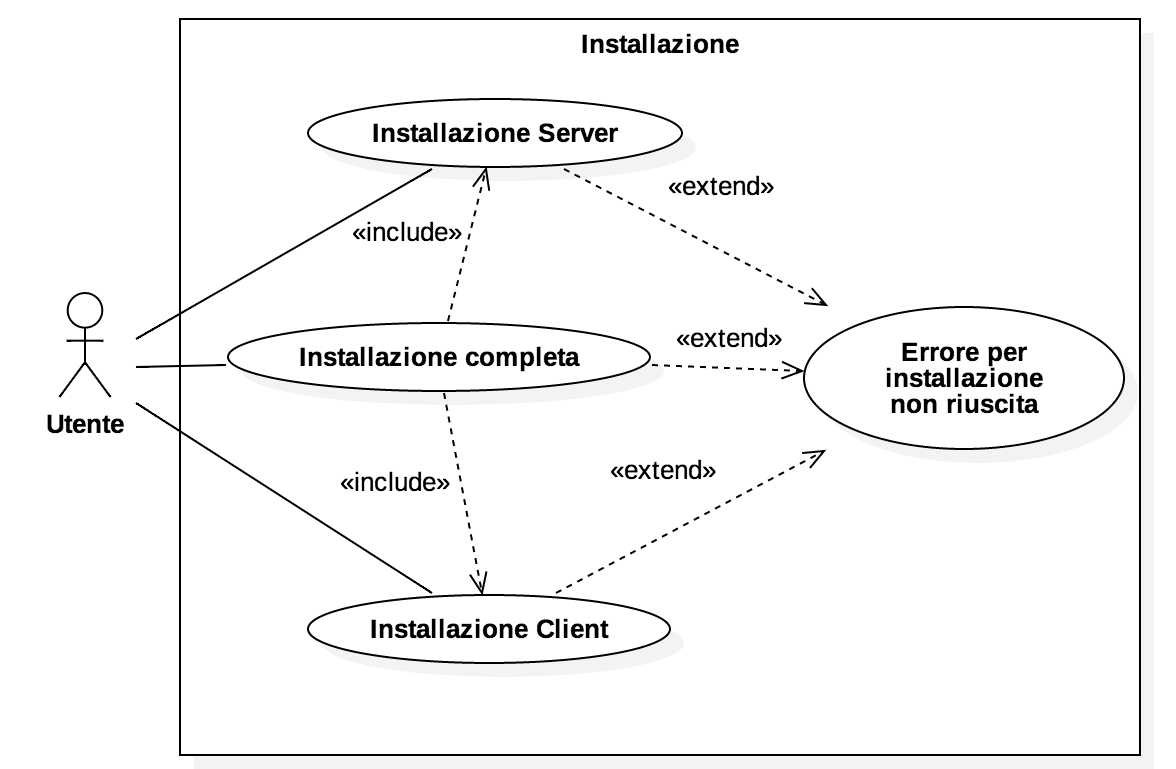 Installazione
Installazione Server
«extend»
«include»
«extend»
Installazione completa
Errore per
installazione
non riuscita
Utente
«extend»
«include»
Installazione Client